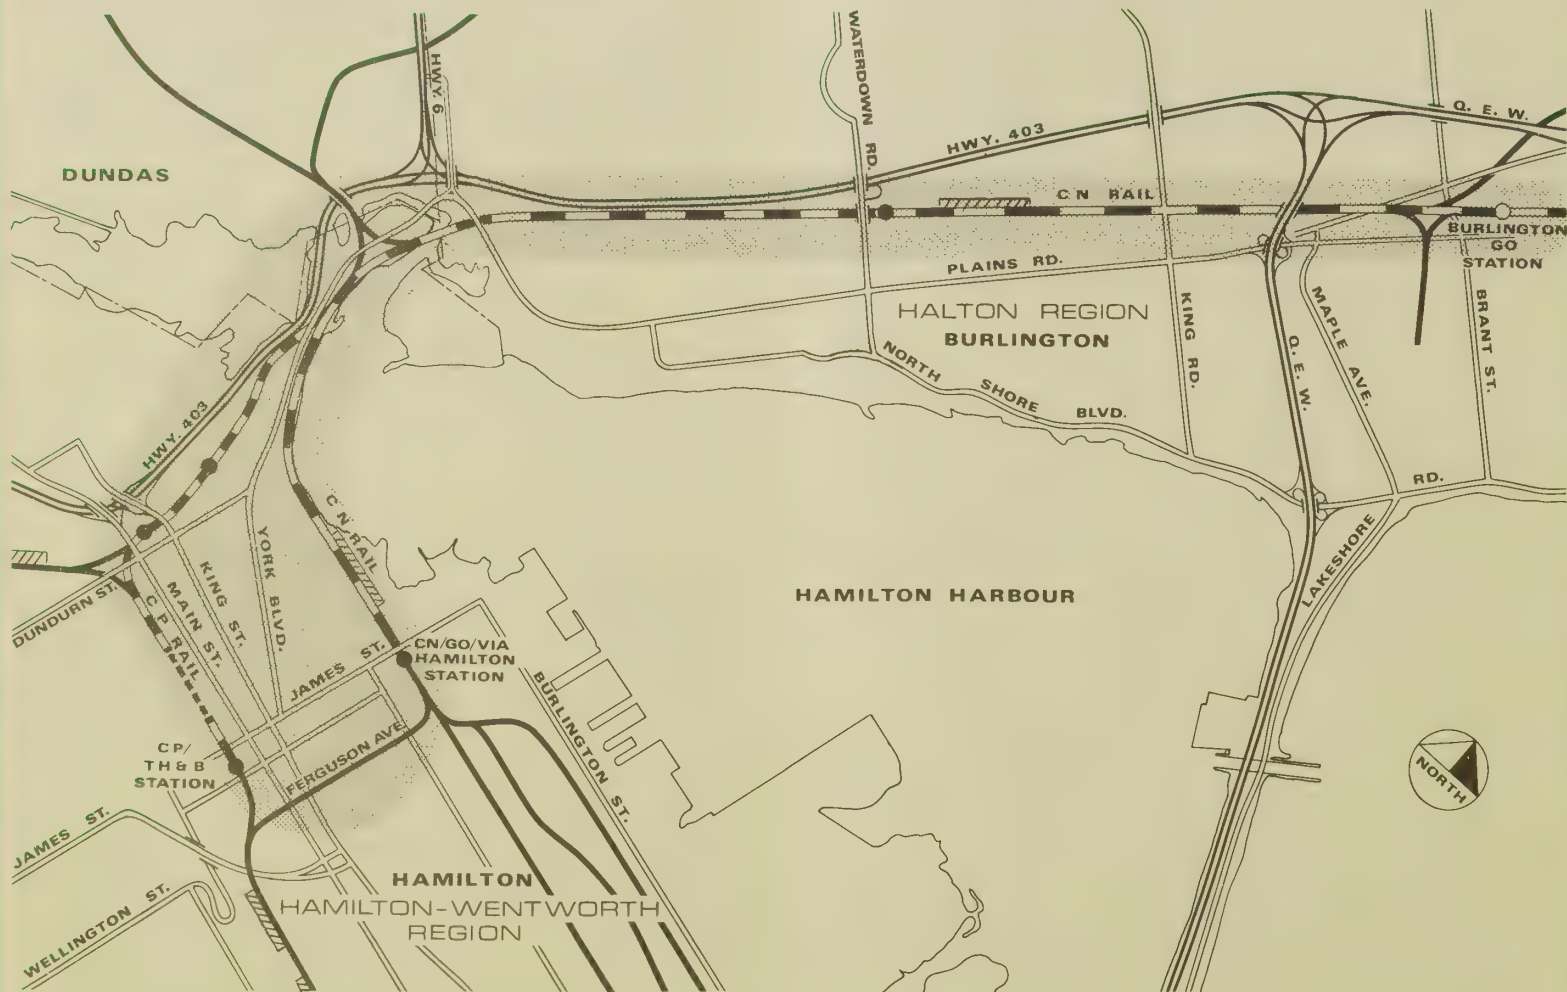 WATERDOWN RD.
HWY. 6
Q. E. W.
HWY. 403
DUNDAS
C N RAIL
BURLINGTON
GO
STATION
PLAINS RD.
HALTON REGION
BURLINGTON
KING RD.
MAPLE AVE.
BRANT ST.
Q. E. W.
NORTH SHORE BLVD.
HWY. 403
LAKESHORE RD.
C N RAIL
YORK BLVD.
KING ST.
MAIN ST.
C P RAIL
DUNDURN ST.
HAMILTON HARBOUR
JAMES ST.
CN/GO/VIA
HAMILTON
STATION
BURLINGTON ST.
FERGUSON AVE
C P/
T H & B
STATION
NORTH
JAMES ST.
WELLINGTON ST.
HAMILTON
HAMILTON-WENTWORTH
REGION